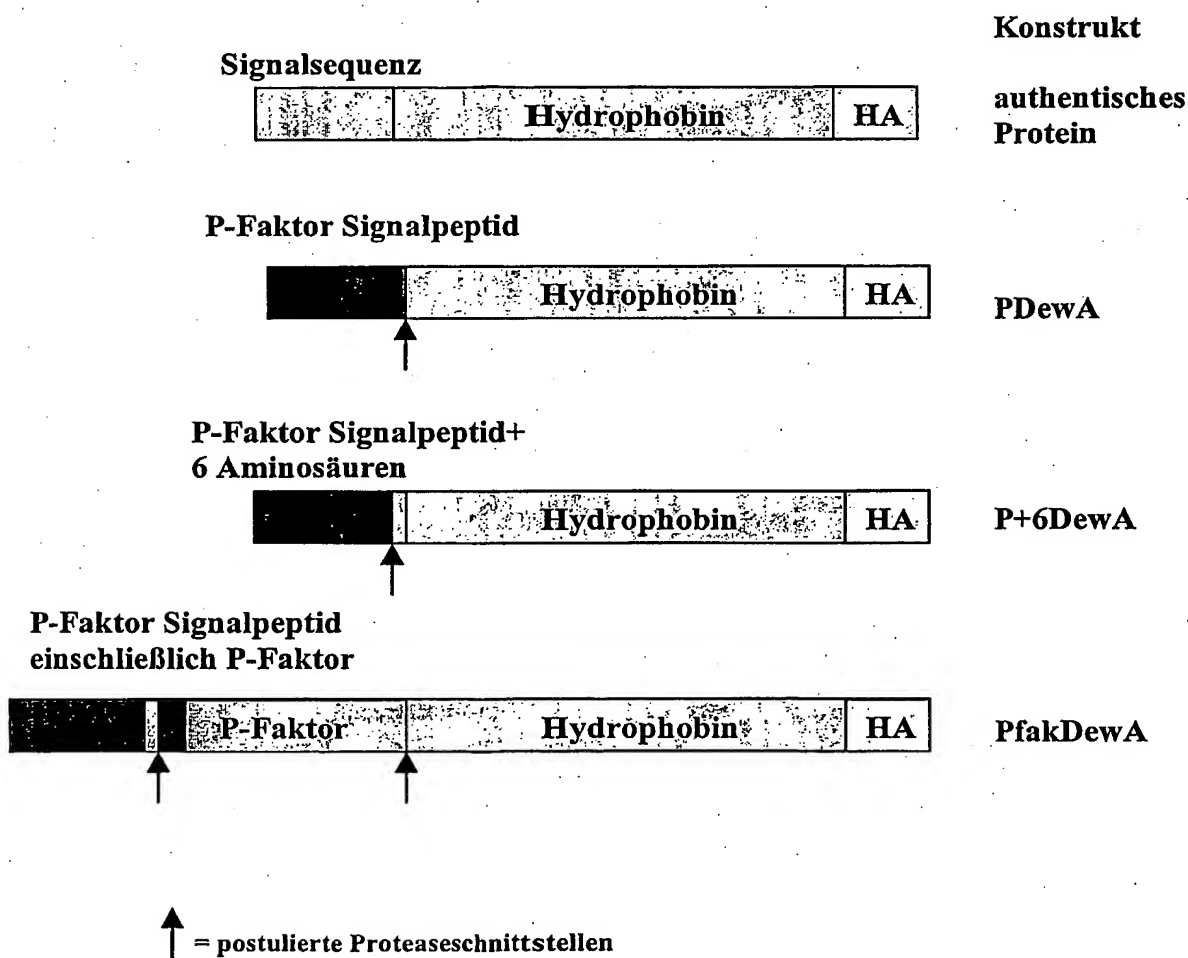 Konstrukt
Signalsequenz
Hydrophobin HA
authentisches
Protein
P-Faktor Signalpeptid
Hydrophobin HA
PDewA
P-Faktor Signalpeptid+
6 Aminosäuren
Hydrophobin HA
P+6DewA
P-Faktor Signalpeptid
einschließlich P-Faktor
P-Faktor Hydrophobin HA
PfakDewA
= postulierte Proteaseschnittstellen